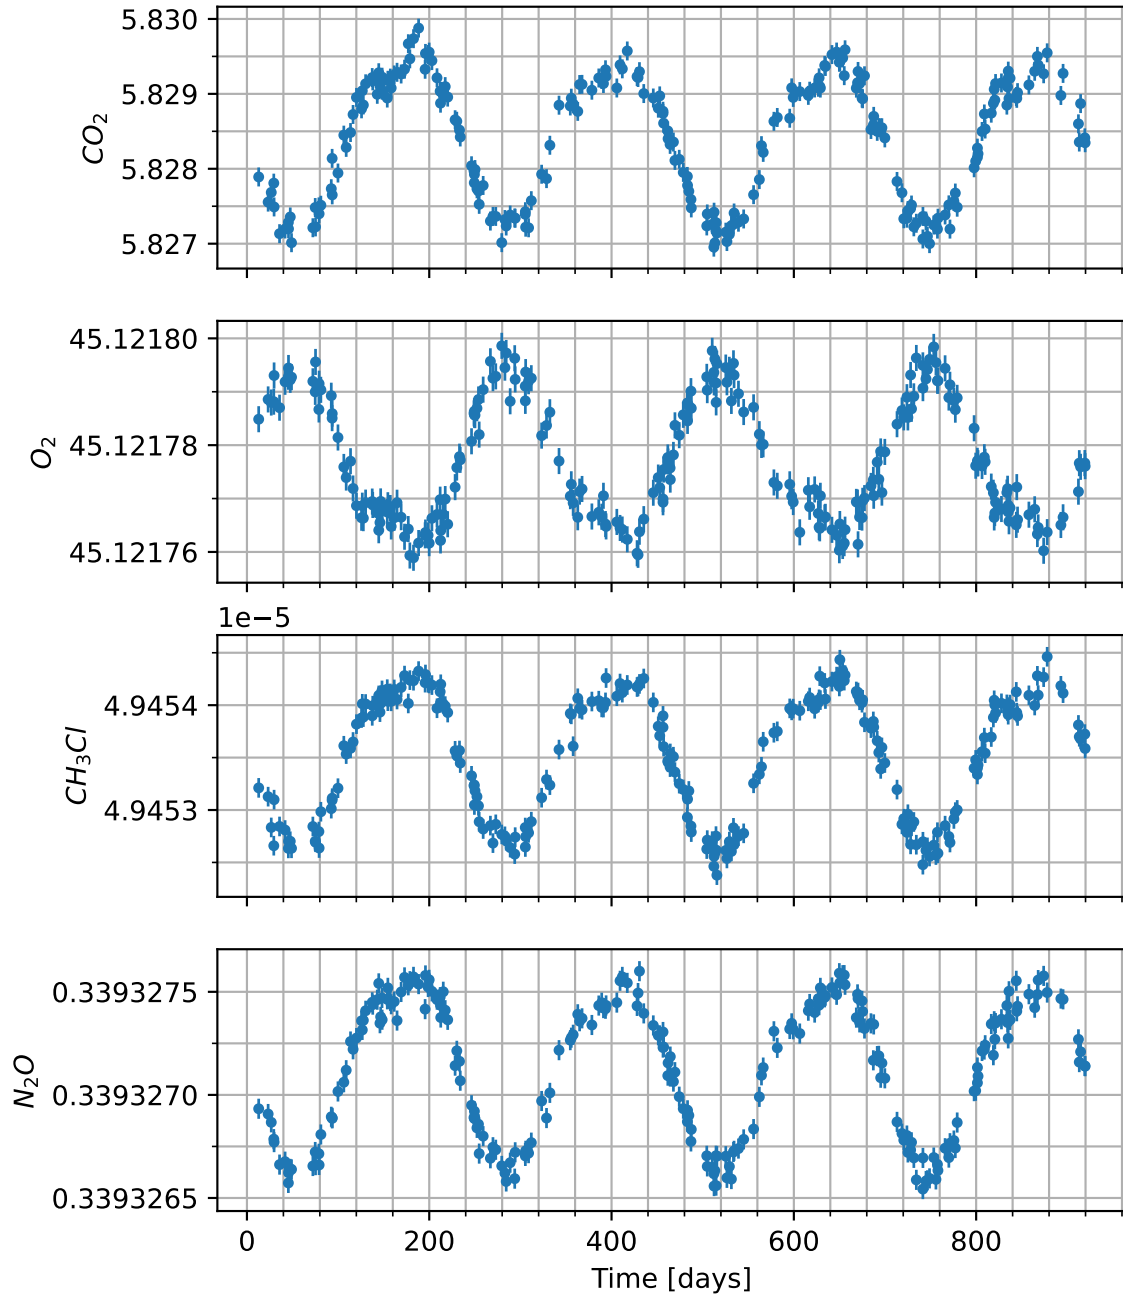 5.830
5.829
5.828
5.827
CO₂
45.12180
45.12178
45.12176
O₂
1e−5
4.9454
4.9453
CH₃Cl
0.3393275
0.3393270
0.3393265
N₂O
0 200 400 600 800
Time [days]